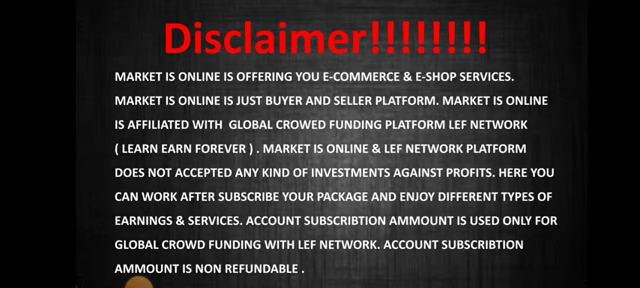 Disclaimer!!!!!!!!
MARKET IS ONLINE IS OFFERING YOU E-COMMERCE & E-SHOP SERVICES.
MARKET IS ONLINE IS JUST BUYER AND SELLER PLATFORM. MARKET IS ONLINE
IS AFFILIATED WITH GLOBAL CROWED FUNDING PLATFORM LEF NETWORK
( LEARN EARN FOREVER ) . MARKET IS ONLINE & LEF NETWORK PLATFORM
DOES NOT ACCEPTED ANY KIND OF INVESTMENTS AGAINST PROFITS. HERE YOU
CAN WORK AFTER SUBSCRIBE YOUR PACKAGE AND ENJOY DIFFERENT TYPES OF
EARNINGS & SERVICES. ACCOUNT SUBSCRIBTION AMMOUNT IS USED ONLY FOR
GLOBAL CROWD FUNDING WITH LEF NETWORK. ACCOUNT SUBSCRIBTION
AMMOUNT IS NON REFUNDABLE .